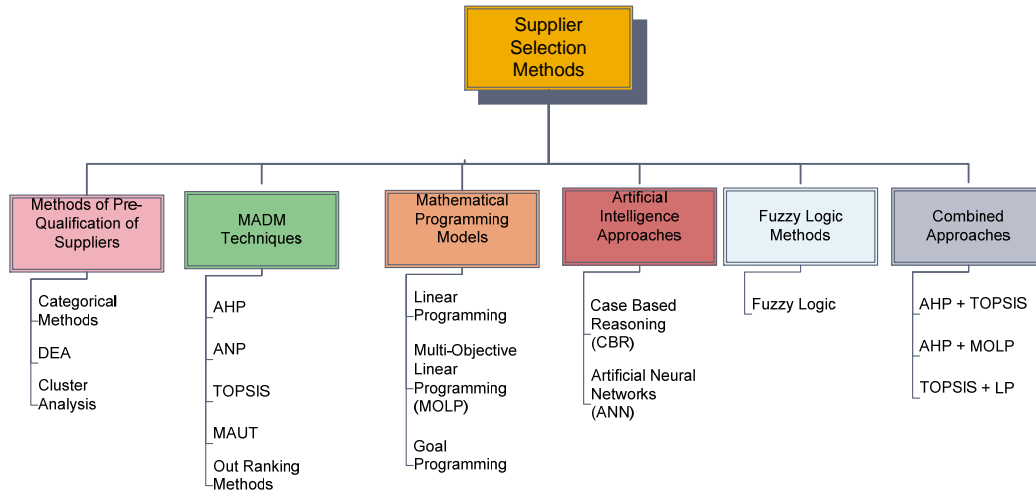 Supplier
Selection
Methods
Methods of Pre-
Qualification of
Suppliers
Categorical
Methods
DEA
Cluster
Analysis
MADM
Techniques
AHP
ANP
TOPSIS
MAUT
Out Ranking
Methods
Mathematical
Programming
Models
Linear
Programming
Multi-Objective
Linear
Programming
(MOLP)
Goal
Programming
Artificial
Intelligence
Approaches
Case Based
Reasoning
(CBR)
Artificial Neural
Networks
(ANN)
Fuzzy Logic
Methods
Fuzzy Logic
Combined
Approaches
AHP + TOPSIS
AHP + MOLP
TOPSIS + LP